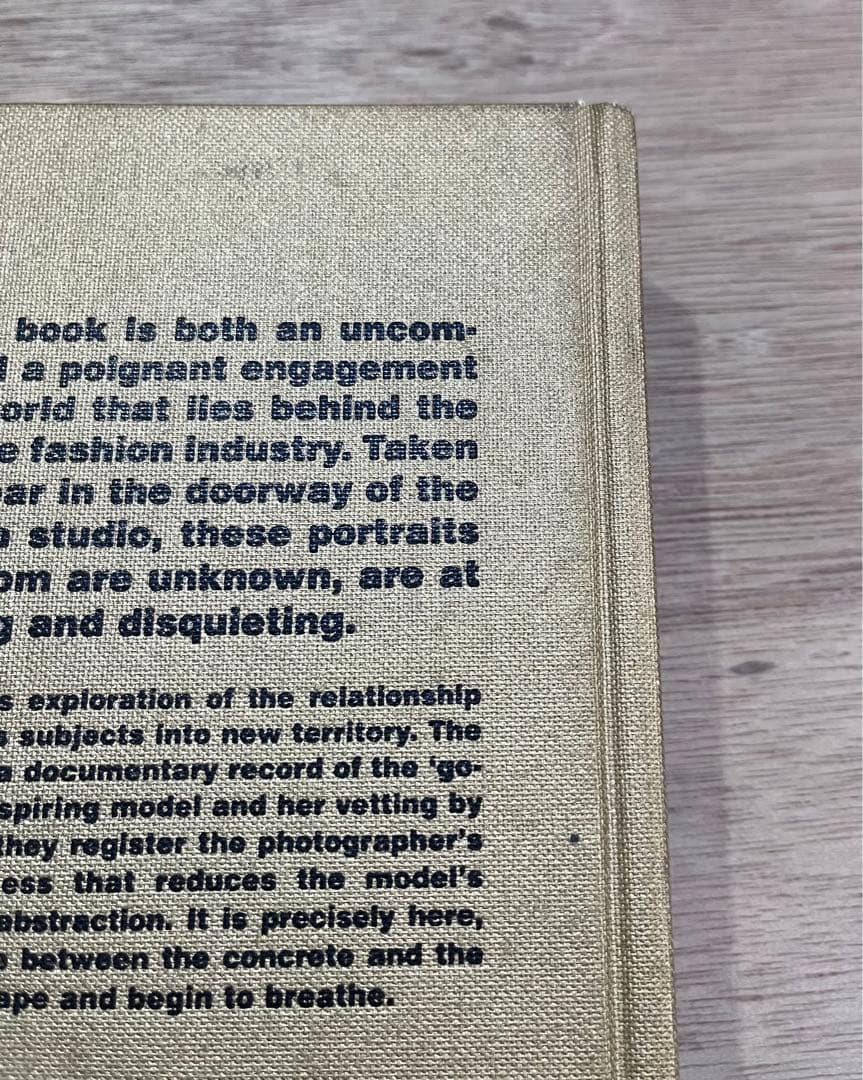 book is both an uncom-
a poignant engagement
orld that lies behind the
e fashion industry. Taken
ar in the doorway of the
studio, these portraits
om are unknown, are at
g and disquieting.
s exploration of the relationship
subjects into new territory. The
a documentary record of the 'go-
spiring model and her vetting by
they register the photographer's
ess that reduces the model's
abstraction. It is precisely here,
between the concrete and the
ape and begin to breathe.